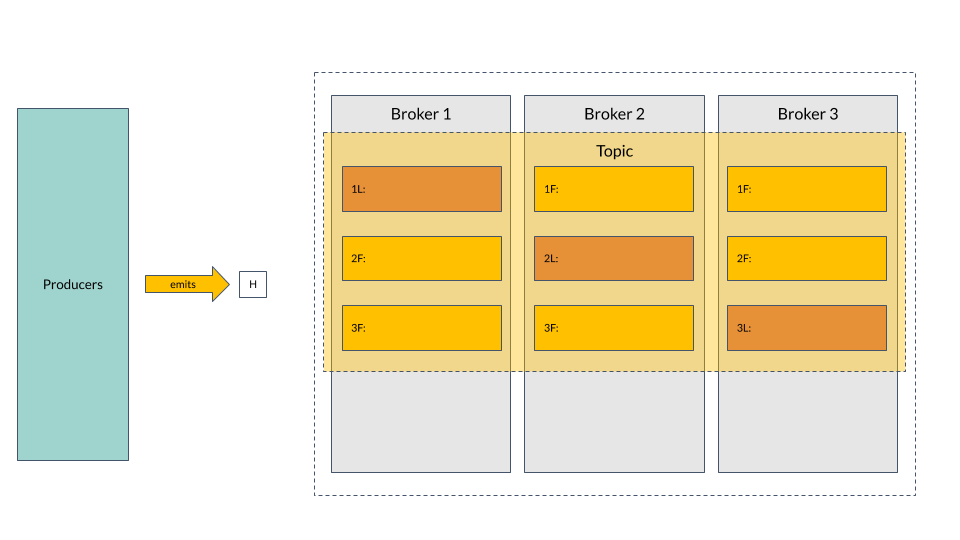 Broker 1
Broker 2
Broker 3
Topic
1L:
1F:
1F:
2F:
2L:
2F:
Producers
emits
H
3F:
3F:
3L: